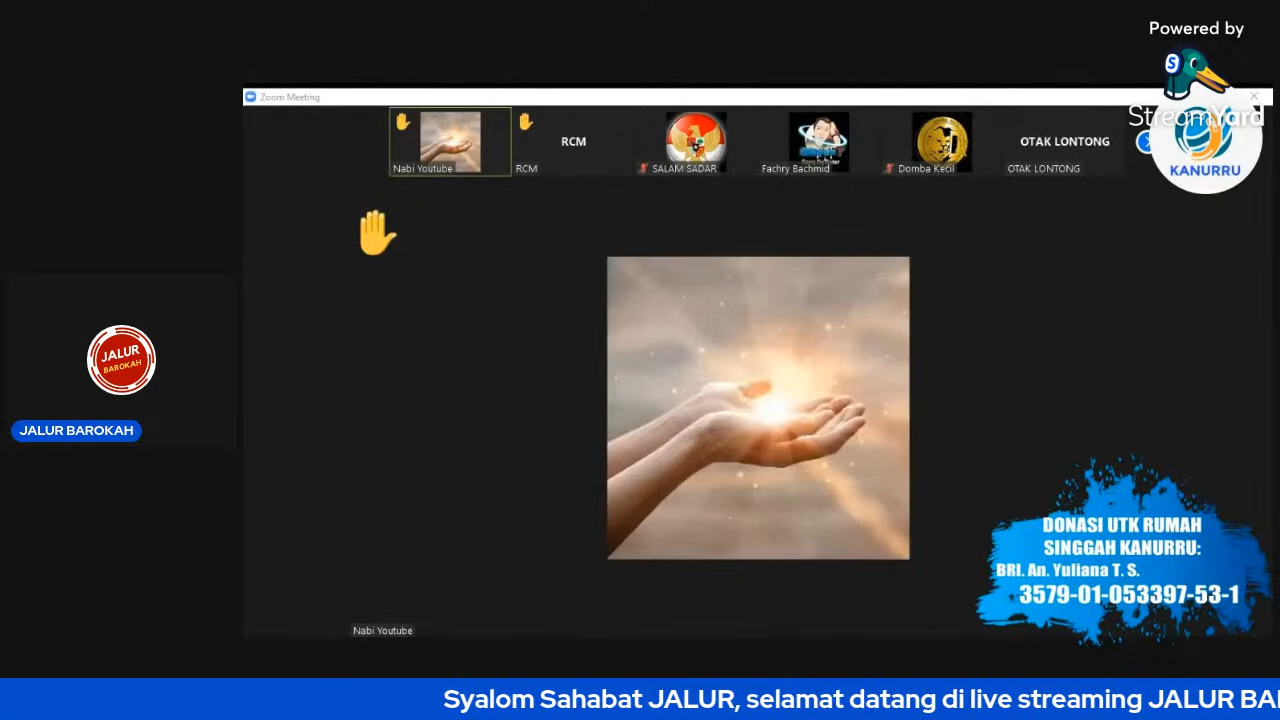 Powered by
StreamYard
Zoom Meeting
Nabi Youtube
RCM
RCM
SALAM SADAR
Fachry Bachmid
Domba Kecil
OTAK LONTONG
OTAK LONTONG
KANURRU
JALUR
BAROKAH
JALUR BAROKAH
DONASI UTK RUMAH
SINGGAH KANURRU:
BRI. An. Yuliana T. S.
3579-01-053397-53-1
Nabi Youtube
Syalom Sahabat JALUR, selamat datang di live streaming JALUR BA